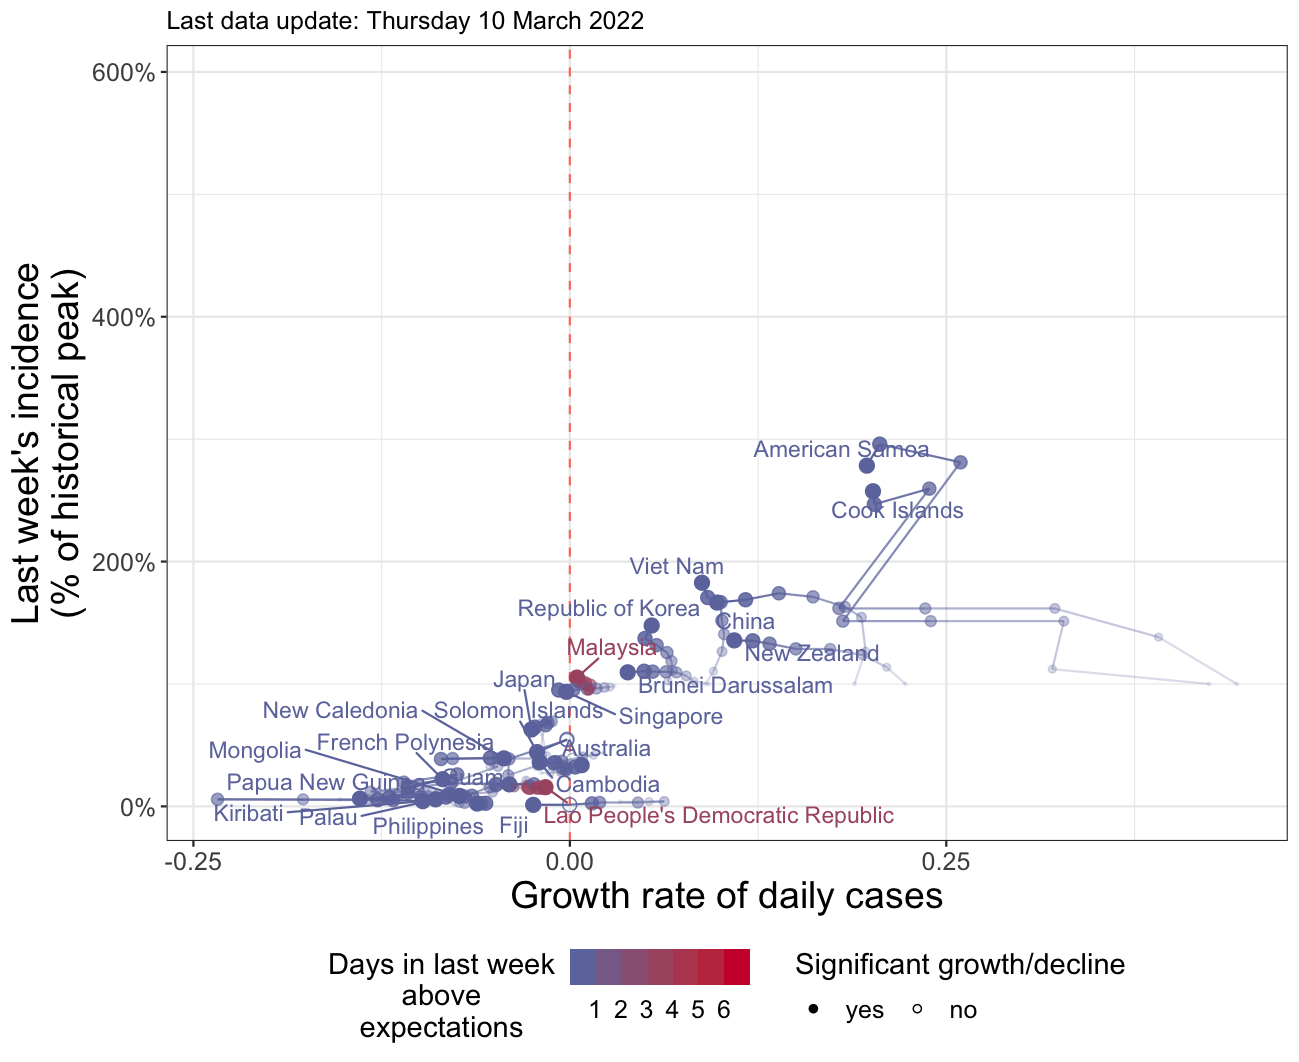 Last data update: Thursday 10 March 2022
Last week's incidence
(% of historical peak)
600%
400%
200%
0%
American Samoa
Cook Islands
Viet Nam
Republic of Korea
China
Malaysia
New Zealand
Japan
Brunei Darussalam
New Caledonia
Solomon Islands
Singapore
French Polynesia
Mongolia
Australia
Papua New Guinea
Guam
Cambodia
Kiribati
Palau
Philippines
Fiji
Lao People's Democratic Republic
-0.25
0.00
0.25
Growth rate of daily cases
Days in last week
above
expectations
1 2 3 4 5 6
Significant growth/decline
yes
no